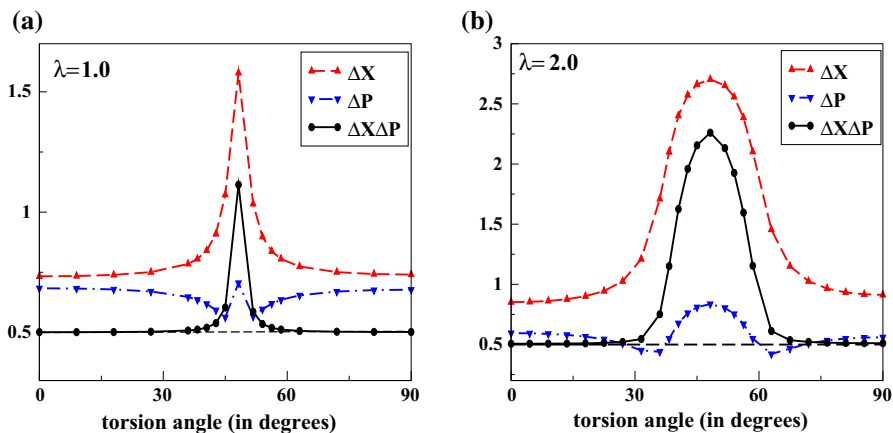 (a)
λ=1.0
ΔX
ΔP
ΔXΔP
1.5
1
0.5
0
30
60
90
torsion angle (in degrees)
(b)
λ= 2.0
ΔX
ΔP
ΔXΔP
3
2.5
2
1.5
1
0.5
0
0
30
60
90
torsion angle (in degrees)